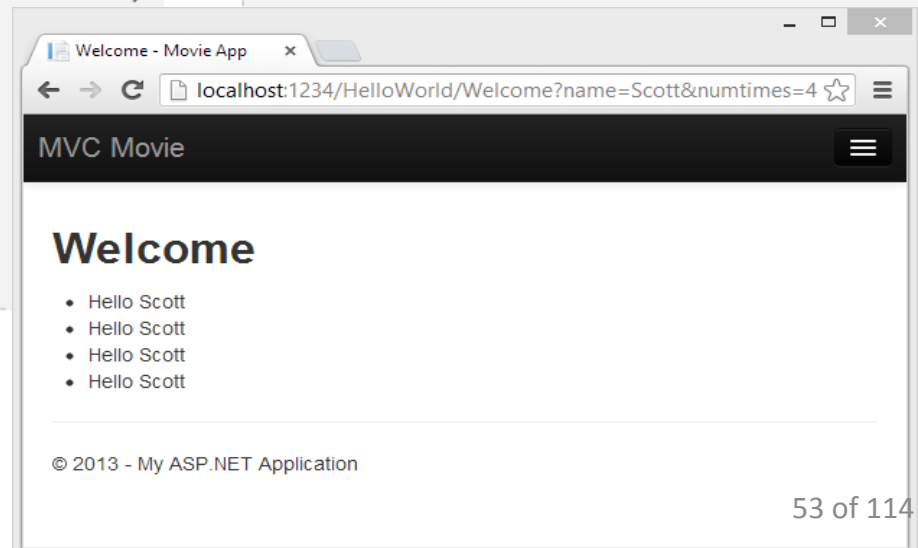 Welcome - Movie App
localhost:1234/HelloWorld/Welcome?name=Scott&numtimes=4
MVC Movie
Welcome
• Hello Scott
• Hello Scott
• Hello Scott
• Hello Scott
© 2013 - My ASP.NET Application
53 of 114